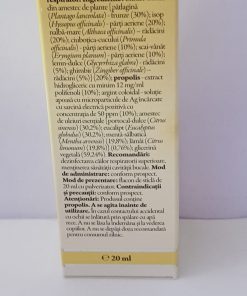 din amestec de plante [pătlagină
(Plantago lanceolata) - frunze (30%); isop
(Hyssopus officinalis) - părți aeriene (20%);
nalbă-mare (Althaea officinalis) - rădăcini
(20%); ciuboțica-cucului (Primula
officinalis) - părți aeriene (10%); scai-vânăt
(Eryngium planum) - părți aeriene (10%);
lemn-dulce (Glycyrrhiza glabra) - rădăcini
(5%); ghimbir (Zingiber officinale) -
rădăcini (5%)] (20%); propolis - extract
hidrogliceric cu minim 12 mg/ml
polifenoli (10%); argint coloidal - soluție
apoasă cu microparticule de Ag încărcate
cu sarcină electrică pozitivă cu
concentrația de 50 ppm (10%); amestec
de uleiuri esențiale [portocal-dulce (Citrus
sinensis) (30,2%); eucalipt (Eucalyptus
globulus) (30,2%); mentă-sălbatică
(Mentha arvensis) (19,8%); lămâi (Citrus
limonum) (19,8%)] (0,76%); glicerină
vegetală (59,24%). Recomandări:
dezinfectarea căilor respiratorii superioare,
menținerea sănătății cavității bucale. Mod
de administrare: conform prospect.
Mod de prezentare: flacon de sticlă de
20 ml cu pulverizator. Contraindicații
și precauții: conform prospect.
Atenționări: Produsul conține
propolis. A se agita înainte de
utilizare. În cazul contactului accidental
cu ochii se spălă prin spălare cu apă
A nu se lăsa la îndemâna și la vederea
copiilor. A nu se depăși doza recomandată
pentru consumul zilnic.
℮ 20 ml